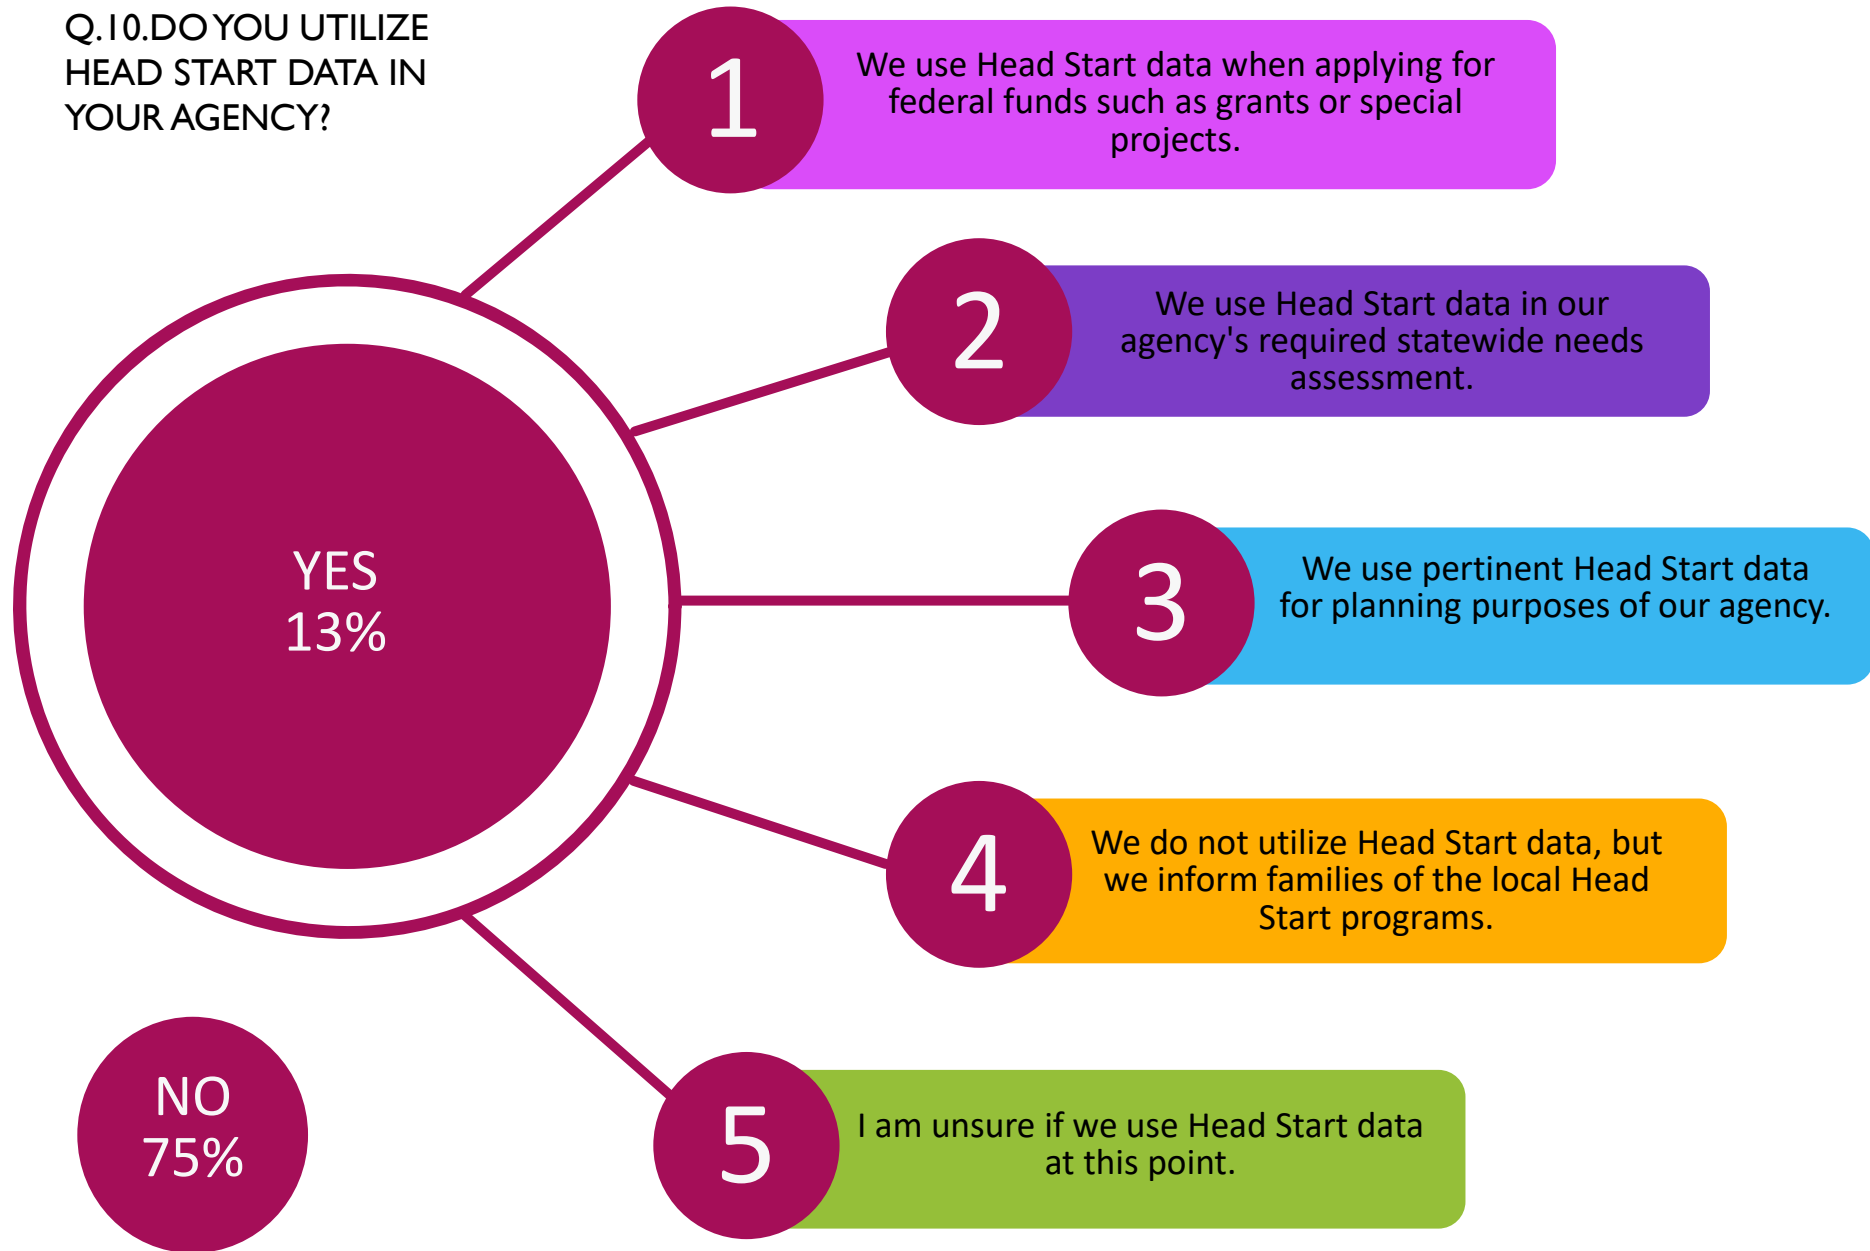 Q.10.DO YOU UTILIZE
HEAD START DATA IN
YOUR AGENCY?
1
We use Head Start data when applying for
federal funds such as grants or special
projects.
2
We use Head Start data in our
agency's required statewide needs
assessment.
YES
13%
3
We use pertinent Head Start data
for planning purposes of our agency.
4
We do not utilize Head Start data, but
we inform families of the local Head
Start programs.
NO
75%
5
I am unsure if we use Head Start data
at this point.